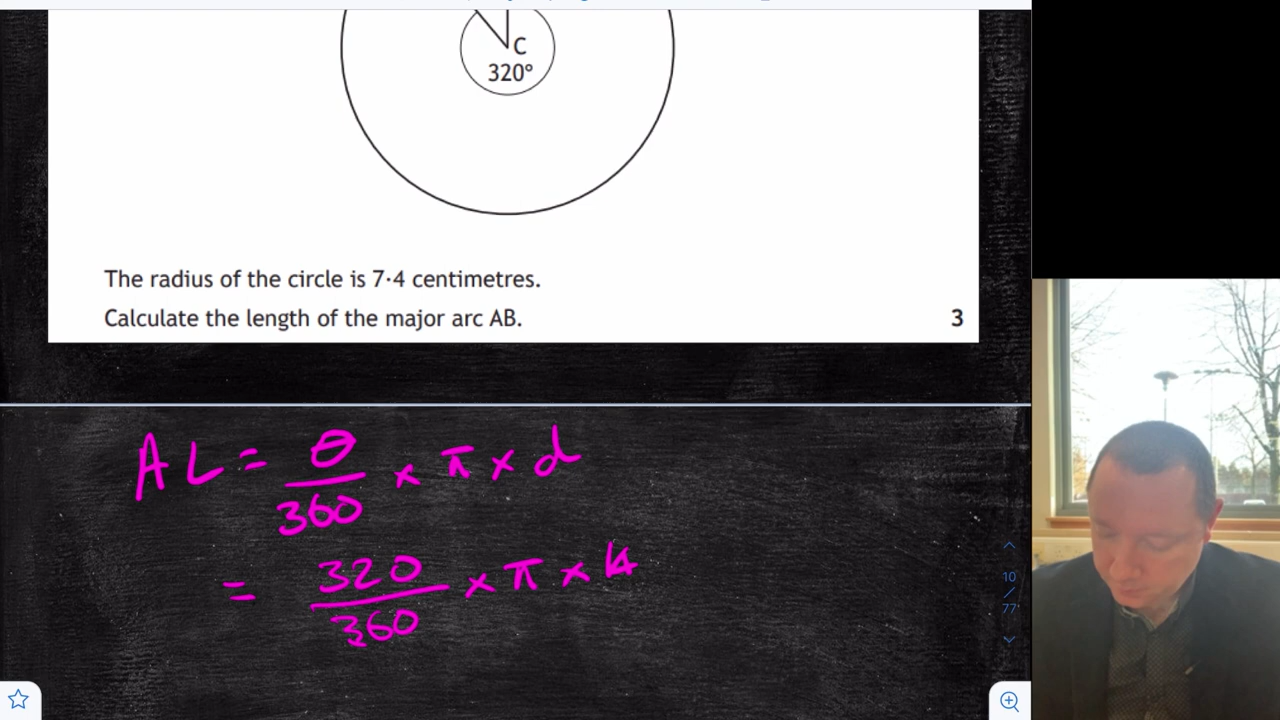 C
320°
The radius of the circle is 7·4 centimetres.
Calculate the length of the major arc AB.
3
AL = θ/360 × π × d
= 320/360 × π × 14
10
/
77